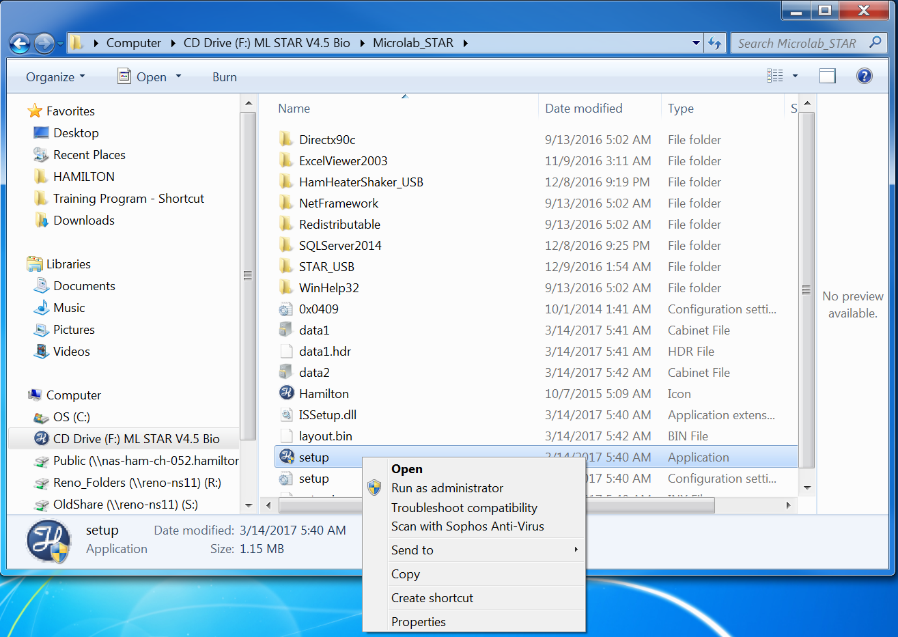 Computer ▸ CD Drive (F:) ML STAR V4.5 Bio ▸ Microlab_STAR ▸
Search Microlab_STAR
Organize Open Burn
Favorites
Desktop
Recent Places
HAMILTON
Training Program - Shortcut
Downloads
Libraries
Documents
Music
Pictures
Videos
Computer
OS (C:)
CD Drive (F:) ML STAR V4.5 Bio
Public (\\nas-ham-ch-052.hamilton
Reno_Folders (\\reno-ns11) (R:)
OldShare (\\reno-ns11) (S:)
Name Date modified Type S
Directx90c 9/13/2016 5:02 AM File folder
ExcelViewer2003 11/9/2016 3:11 AM File folder
HamHeaterShaker_USB 12/8/2016 9:19 PM File folder
NetFramework 9/13/2016 5:02 AM File folder
Redistributable 9/13/2016 5:02 AM File folder
SQLServer2014 12/8/2016 9:25 PM File folder
STAR_USB 12/9/2016 1:54 AM File folder
WinHelp32 9/13/2016 5:02 AM File folder
0x0409 10/1/2014 1:41 AM Configuration setti...
data1 3/14/2017 5:41 AM Cabinet File
data1.hdr 3/14/2017 5:41 AM HDR File
data2 3/14/2017 5:42 AM Cabinet File
Hamilton 10/7/2015 5:09 AM Icon
ISSetup.dll 3/14/2017 5:40 AM Application extens...
layout.bin 3/14/2017 5:42 AM BIN File
setup 3/14/2017 5:40 AM Application
setup 017 5:40 AM Configuration setti...
No preview
available.
Open
Run as administrator
Troubleshoot compatibility
Scan with Sophos Anti-Virus
Send to
Copy
Create shortcut
Properties
setup Date modified: 3/14/2017 5:40 AM
Application Size: 1.15 MB